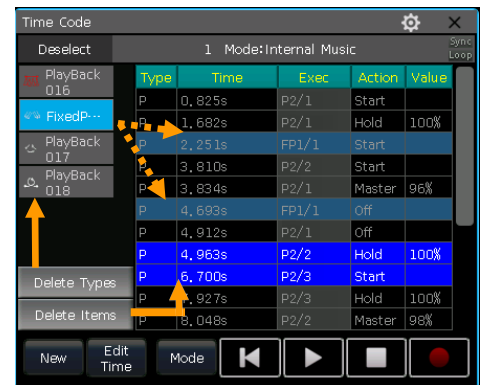 Time Code
Deselect 1 Mode:Internal Music Sync Loop
PlayBack 016
FixedP...
PlayBack 017
PlayBack 018
Delete Types
Delete Items
Type Time Exec Action Value
P 0.825s P2/1 Start
P 1.682s P2/1 Hold 100%
P 2.251s FP1/1 Start
P 3.810s P2/2 Start
P 3.834s P2/1 Master 96%
P 4.693s FP1/1 Off
P 4.912s P2/1 Off
P 4.963s P2/2 Hold 100%
P 6.700s P2/3 Start
P .927s P2/3 Hold 100%
P 8.048s P2/2 Master 98%
New Edit Time Mode